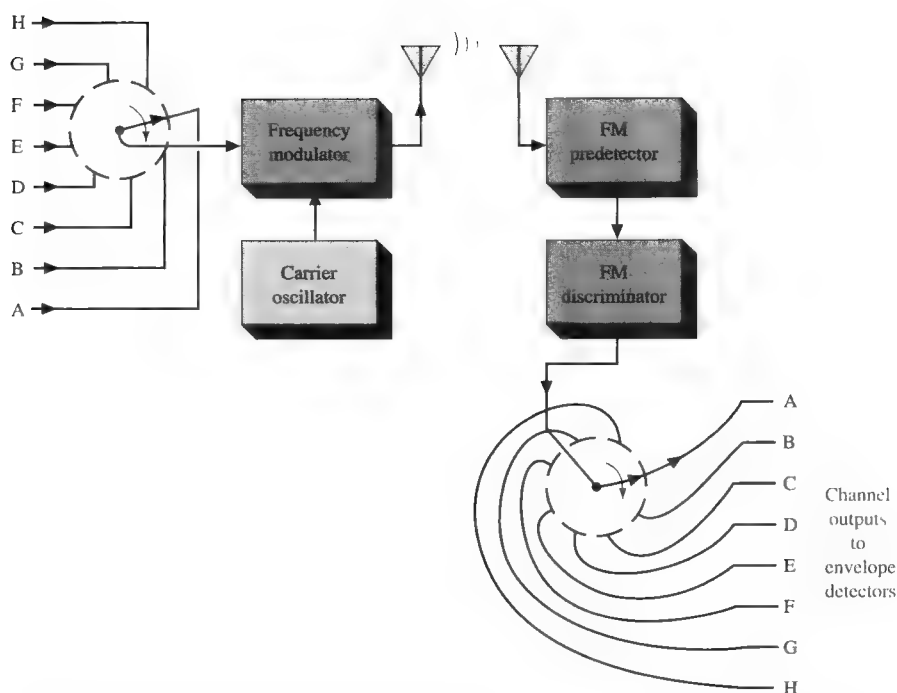 H
G
F
E
D
C
B
A
Frequency
modulator
Carrier
oscillator
FM
predetector
FM
discriminator
A
B
C
D
E
F
G
H
Channel
outputs
to
envelope
detectors